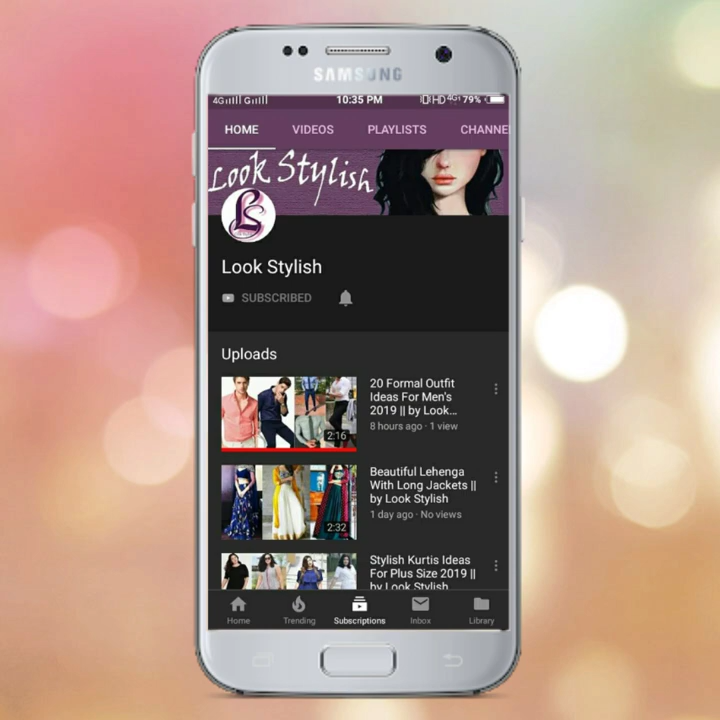 SAMSUNG
4G 10:35 PM HD 4G+ 79%
HOME VIDEOS PLAYLISTS CHANNE
Look Stylish
LS
Look Stylish
SUBSCRIBED
Uploads
20 Formal Outfit
Ideas For Men's
2019 || by Look...
8 hours ago · 1 view
2:16
Beautiful Lehenga
With Long Jackets ||
by Look Stylish
1 day ago · No views
2:32
Stylish Kurtis Ideas
For Plus Size 2019 ||
by Look Stylish
Home Trending Subscriptions Inbox Library